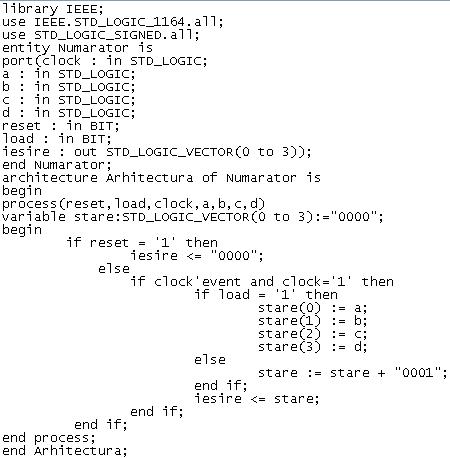 library IEEE;
use IEEE.STD_LOGIC_1164.all;
use STD_LOGIC_SIGNED.all;
entity Numarator is
port(clock : in STD_LOGIC;
a : in STD_LOGIC;
b : in STD_LOGIC;
c : in STD_LOGIC;
d : in STD_LOGIC;
reset : in BIT;
load : in BIT;
iesire : out STD_LOGIC_VECTOR(0 to 3));
end Numarator;
architecture Arhitectura of Numarator is
begin
process(reset,load,clock,a,b,c,d)
variable stare:STD_LOGIC_VECTOR(0 to 3):="0000";
begin
if reset = '1' then
iesire <= "0000";
else
if clock'event and clock='1' then
if load = '1' then
stare(0) := a;
stare(1) := b;
stare(2) := c;
stare(3) := d;
else
stare := stare + "0001";
end if;
iesire <= stare;
end if;
end if;
end process;
end Arhitectura;